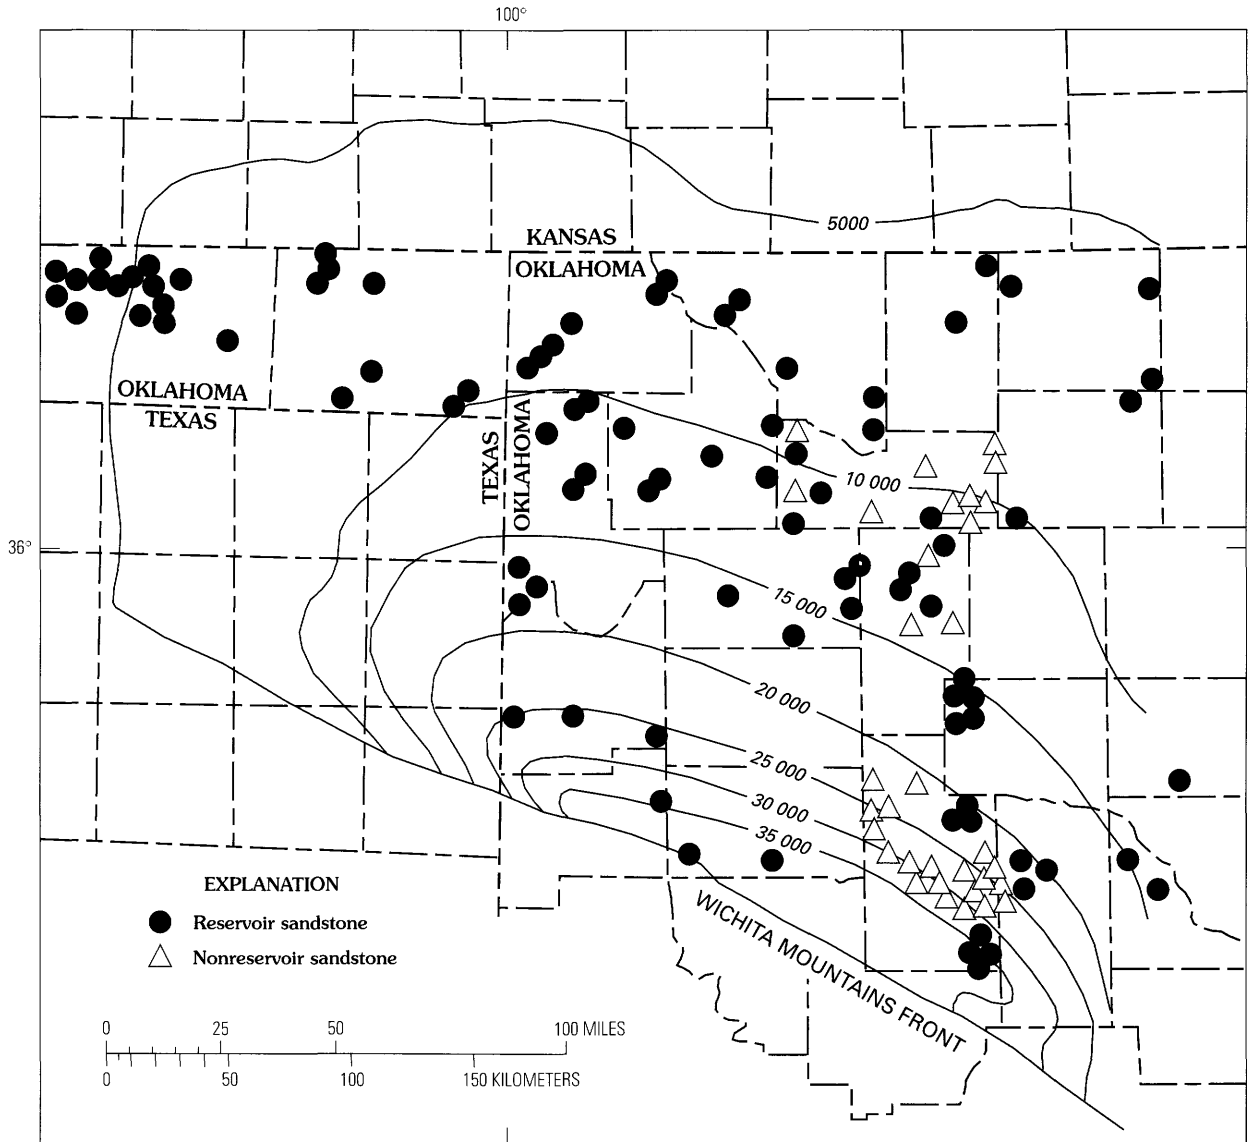 100°
5000
KANSAS
OKLAHOMA
OKLAHOMA
TEXAS
TEXAS
OKLAHOMA
10 000
36°
15 000
20 000
25 000
30 000
35 000
EXPLANATION
Reservoir sandstone
Nonreservoir sandstone
WICHITA MOUNTAINS FRONT
0 25 50 100 MILES
0 50 100 150 KILOMETERS